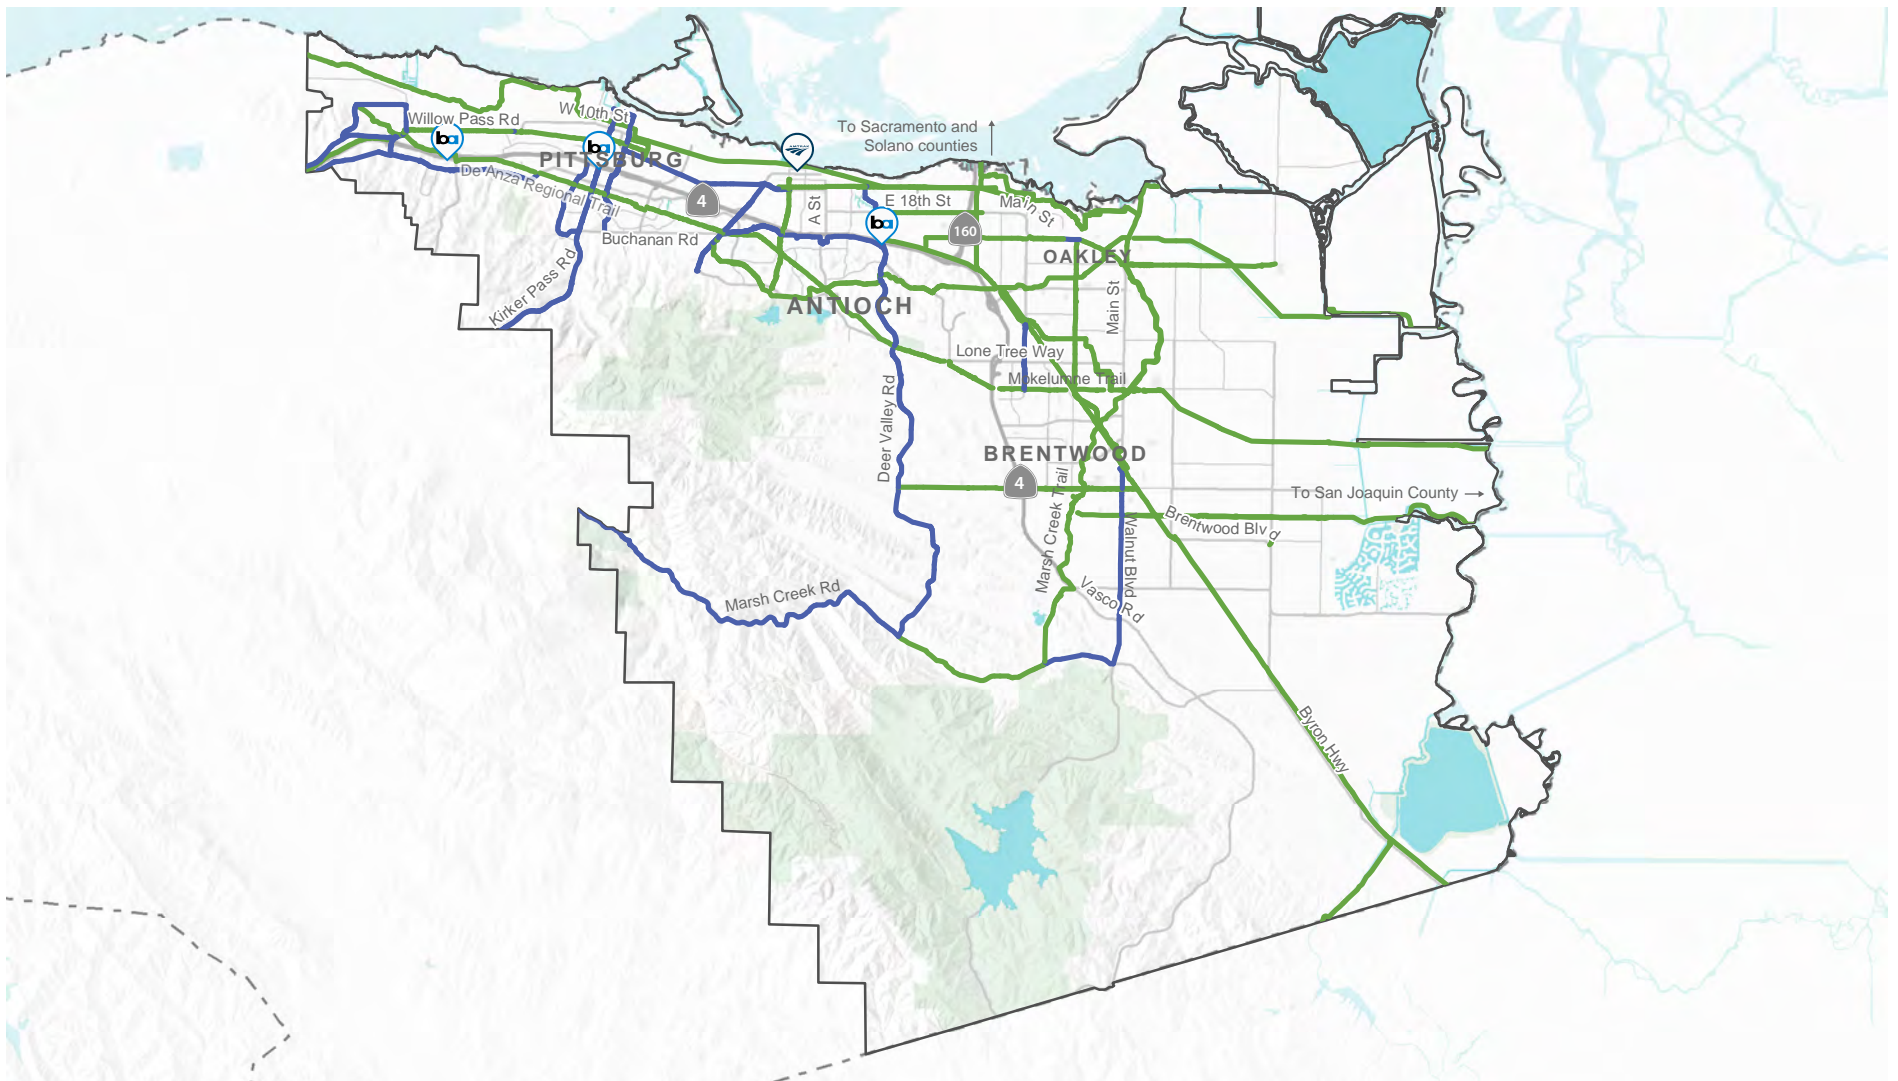 W 10th St
Willow Pass Rd
To Sacramento and
Solano counties
PITTSBURG
De Anza Regional Trail
4
A St
E 18th St
Main St
160
Buchanan Rd
OAKLEY
Kirker Pass Rd
ANTIOCH
Main St
Lone Tree Way
Mokelumne Trail
Deer Valley Rd
BRENTWOOD
4
To San Joaquin County
Marsh Creek Trail
Walnut Blvd
Brentwood Blvd
Marsh Creek Rd
Vasco Rd
Byron Hwy